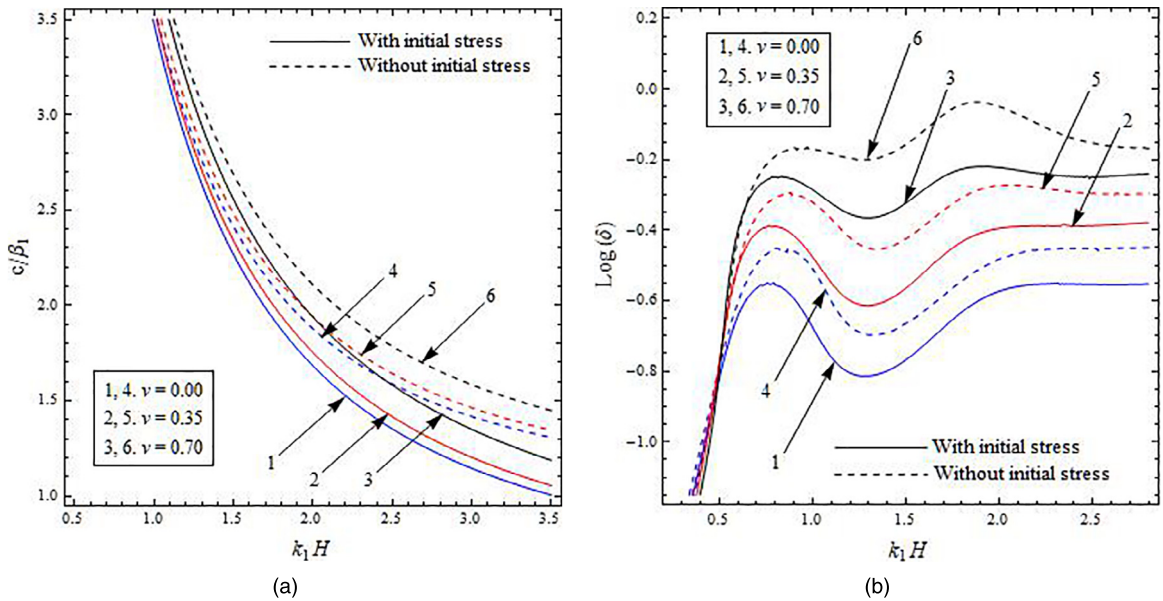 3.5
3.0
2.5
2.0
1.5
1.0
c/β₁
With initial stress
Without initial stress
4
5
6
1, 4. ν = 0.00
2, 5. ν = 0.35
3, 6. ν = 0.70
1
2
3
0.5 1.0 1.5 2.0 2.5 3.0 3.5
k₁H
(a)
0.2
0.0
−0.2
−0.4
−0.6
−0.8
−1.0
Log(δ)
1, 4. ν = 0.00
2, 5. ν = 0.35
3, 6. ν = 0.70
6
3
5
2
4
1
With initial stress
Without initial stress
0.5 1.0 1.5 2.0 2.5
k₁H
(b)